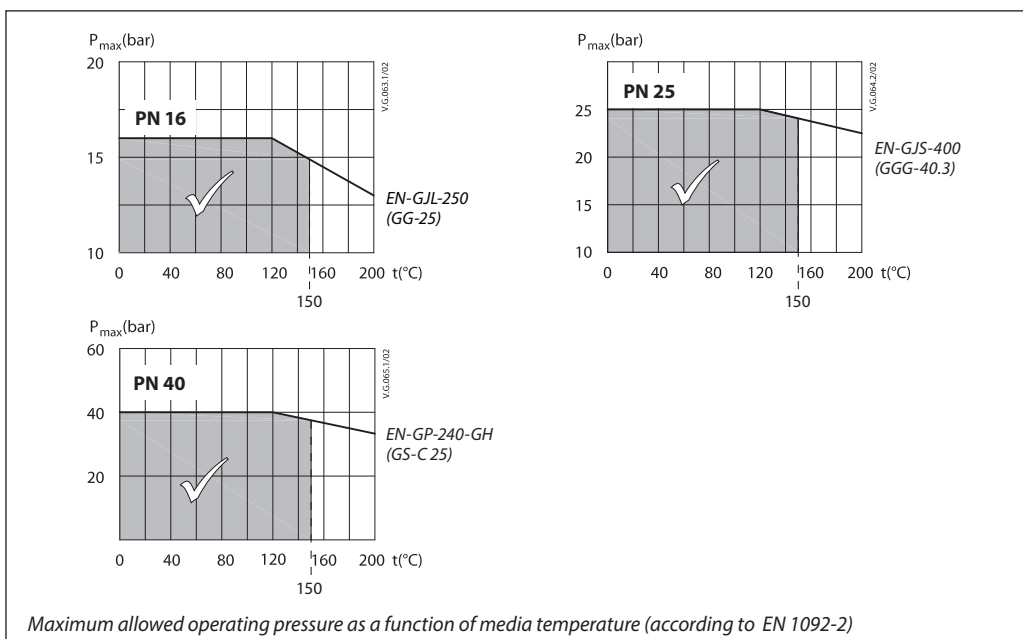 Pmax(bar)
20
15
10
PN 16
0 40 80 120 160 200 t(°C)
150
V.G.063.1/02
EN-GJL-250
(GG-25)
Pmax(bar)
25
20
15
10
PN 25
0 40 80 120 160 200 t(°C)
150
V.G.064.2/02
EN-GJS-400
(GGG-40.3)
Pmax(bar)
60
40
20
PN 40
0 40 80 120 160 200 t(°C)
150
V.G.065.1/02
EN-GP-240-GH
(GS-C 25)
Maximum allowed operating pressure as a function of media temperature (according to EN 1092-2)